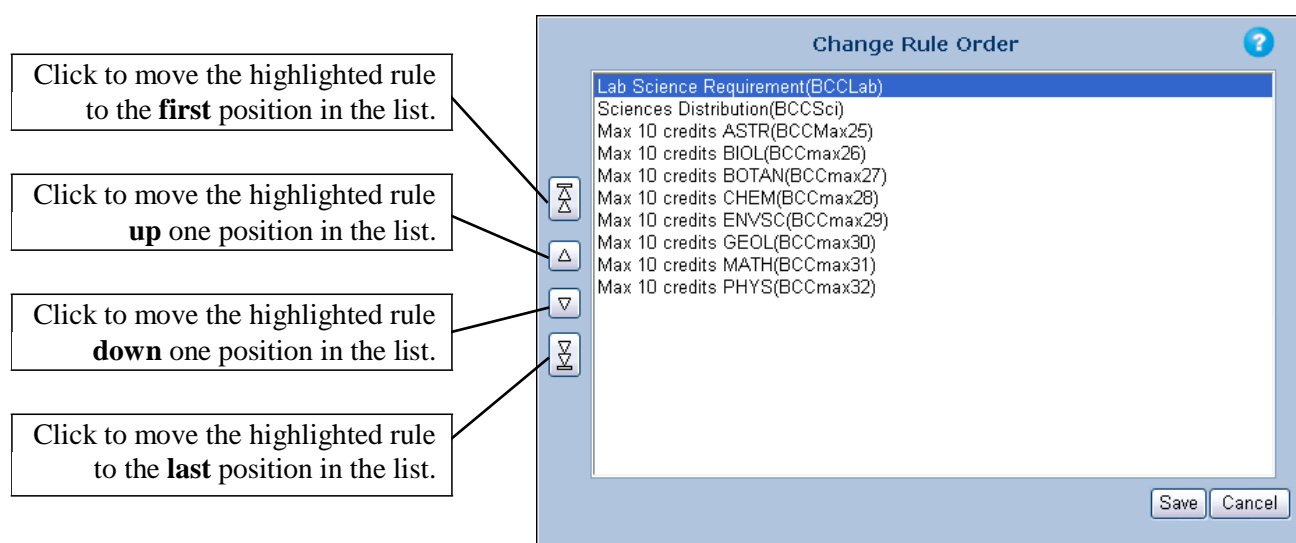 Click to move the highlighted rule
to the first position in the list.
Click to move the highlighted rule
up one position in the list.
Click to move the highlighted rule
down one position in the list.
Click to move the highlighted rule
to the last position in the list.
Change Rule Order
?
Lab Science Requirement(BCCLab)
Sciences Distribution(BCCSci)
Max 10 credits ASTR(BCCMax25)
Max 10 credits BIOL(BCCmax26)
Max 10 credits BOTAN(BCCmax27)
Max 10 credits CHEM(BCCmax28)
Max 10 credits ENVSC(BCCmax29)
Max 10 credits GEOL(BCCmax30)
Max 10 credits MATH(BCCmax31)
Max 10 credits PHYS(BCCmax32)
Save Cancel